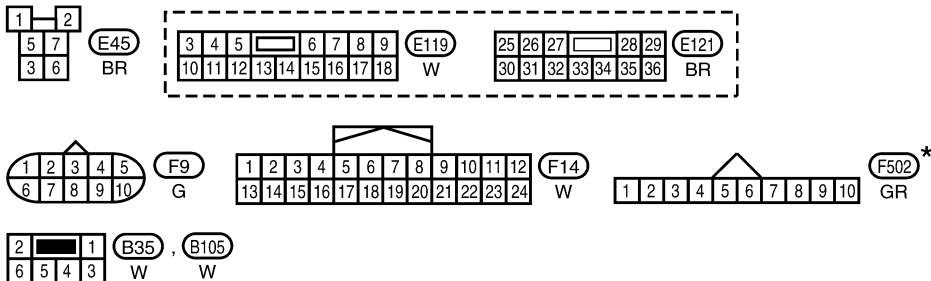 1 2
5 7
3 6
E45
BR
3 4 5 6 7 8 9
10 11 12 13 14 15 16 17 18
E119
W
25 26 27 28 29
30 31 32 33 34 35 36
E121
BR
1 2 3 4 5
6 7 8 9 10
F9
G
1 2 3 4 5 6 7 8 9 10 11 12
13 14 15 16 17 18 19 20 21 22 23 24
F14
W
1 2 3 4 5 6 7 8 9 10
F502 *
GR
2 1
6 5 4 3
B35 , B105
W W